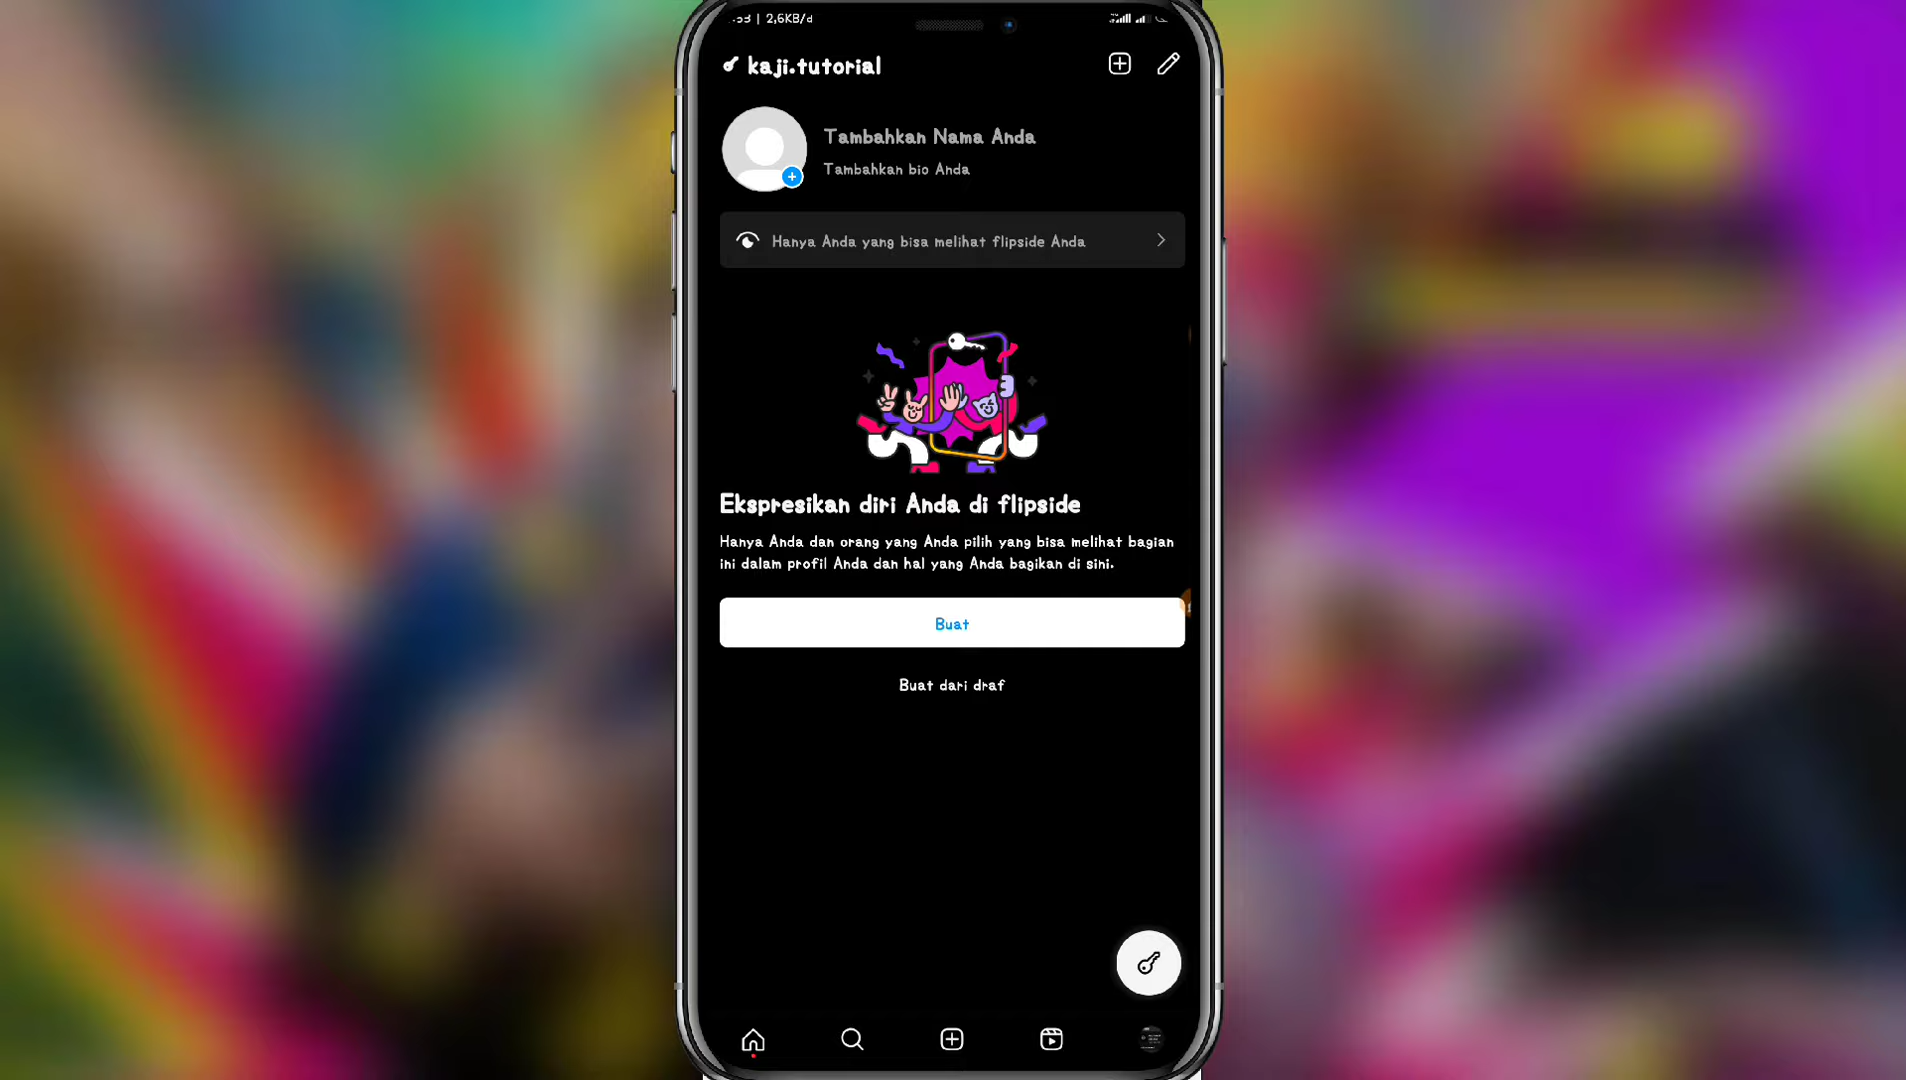 2,6KB/d
kaji.tutorial
Tambahkan Nama Anda
Tambahkan bio Anda
Hanya Anda yang bisa melihat flipside Anda
Ekspresikan diri Anda di flipside
Hanya Anda dan orang yang Anda pilih yang bisa melihat bagian
ini dalam profil Anda dan hal yang Anda bagikan di sini.
Buat
Buat dari draf